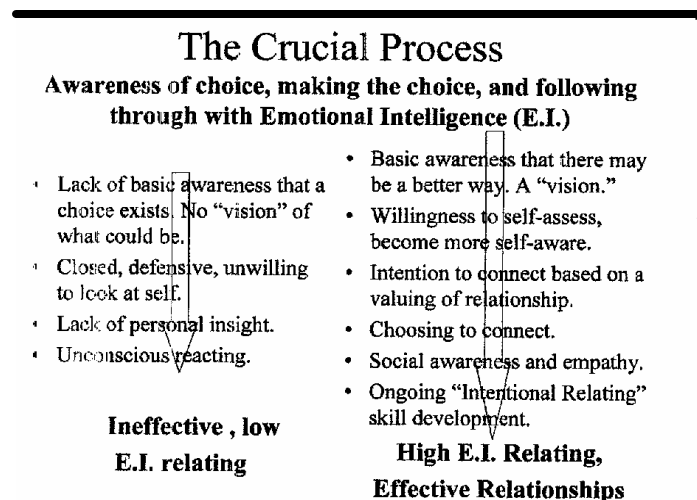 The Crucial Process
Awareness of choice, making the choice, and following
through with Emotional Intelligence (E.I.)
• Lack of basic awareness that a
choice exists. No “vision” of
what could be.
• Closed, defensive, unwilling
to look at self.
• Lack of personal insight.
• Unconscious reacting.
Ineffective , low
E.I. relating
• Basic awareness that there may
be a better way. A “vision.”
• Willingness to self-assess,
become more self-aware.
• Intention to connect based on a
valuing of relationship.
• Choosing to connect.
• Social awareness and empathy.
• Ongoing “Intentional Relating”
skill development.
High E.I. Relating,
Effective Relationships